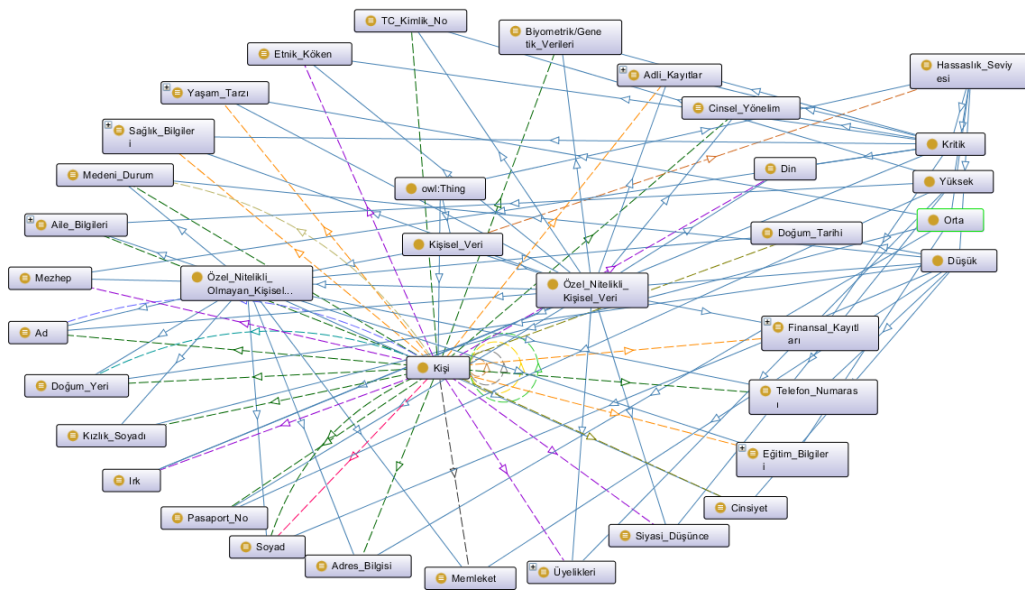 TC_Kimlik_No
Biyometrik/Gene
tik_Verileri
Etnik_Köken
Hassaslık_Seviy
esi
Adli_Kayıtlar
Yaşam_Tarzı
Cinsel_Yönelim
Sağlık_Bilgiler
i
Kritik
Medeni_Durum
Din
owl:Thing
Yüksek
Aile_Bilgileri
Orta
Doğum_Tarihi
Kişisel_Veri
Düşük
Mezhep
Özel_Nitelikli_
Olmayan_Kişisel...
Özel_Nitelikli_
Kişisel_Veri
Ad
Finansal_Kayıtl
arı
Kişi
Doğum_Yeri
Telefon_Numaras
ı
Kızlık_Soyadı
Eğitim_Bilgiler
i
Irk
Cinsiyet
Pasaport_No
Siyasi_Düşünce
Soyad
Adres_Bilgisi
Memleket
Üyelikleri